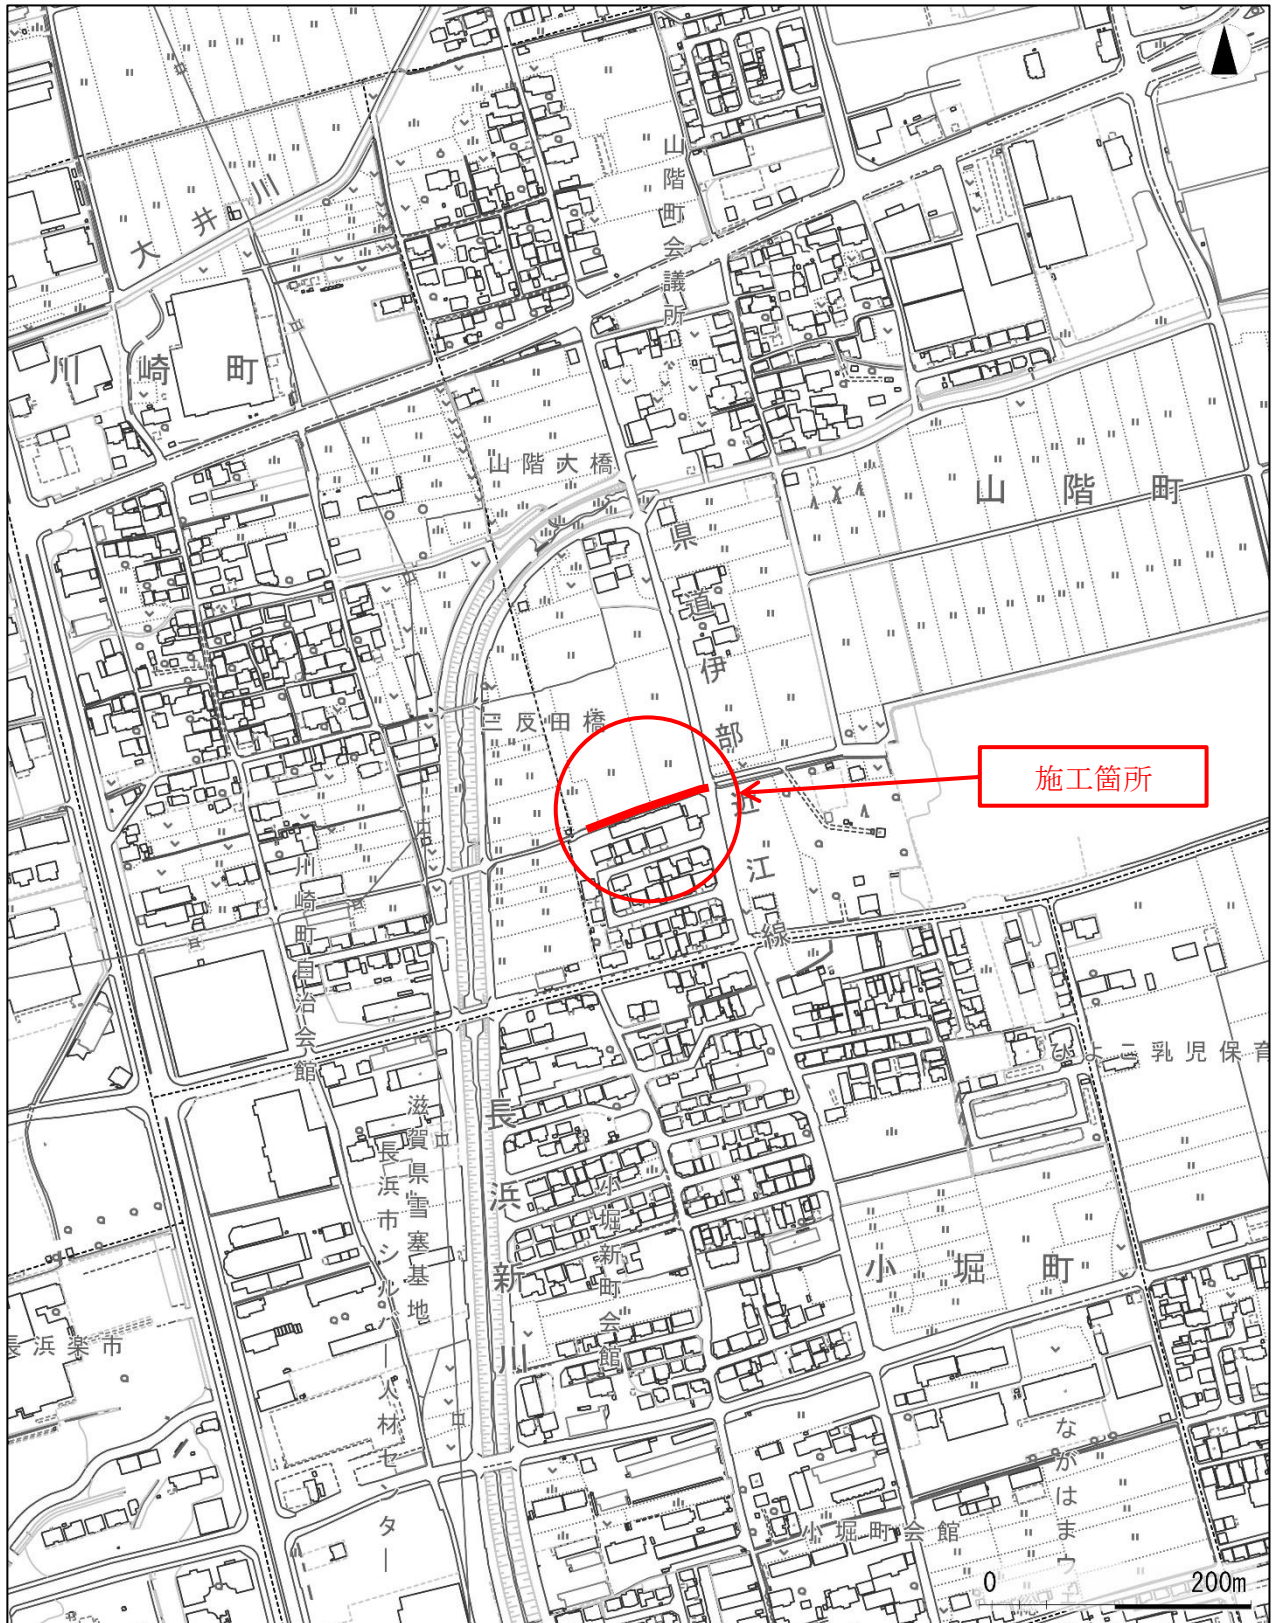 大井川
山階町会議所
川崎町
山階大橋
山階町
県道伊部近江線
三反田橋
施工箇所
川崎町自治会館
ひよこ乳児保育
滋賀県雪寒基地
長浜市シルバー人材センター
長浜新川
小堀新町会館
小堀町
長浜楽市
ながはまウェ
小堀町会館
0 200m